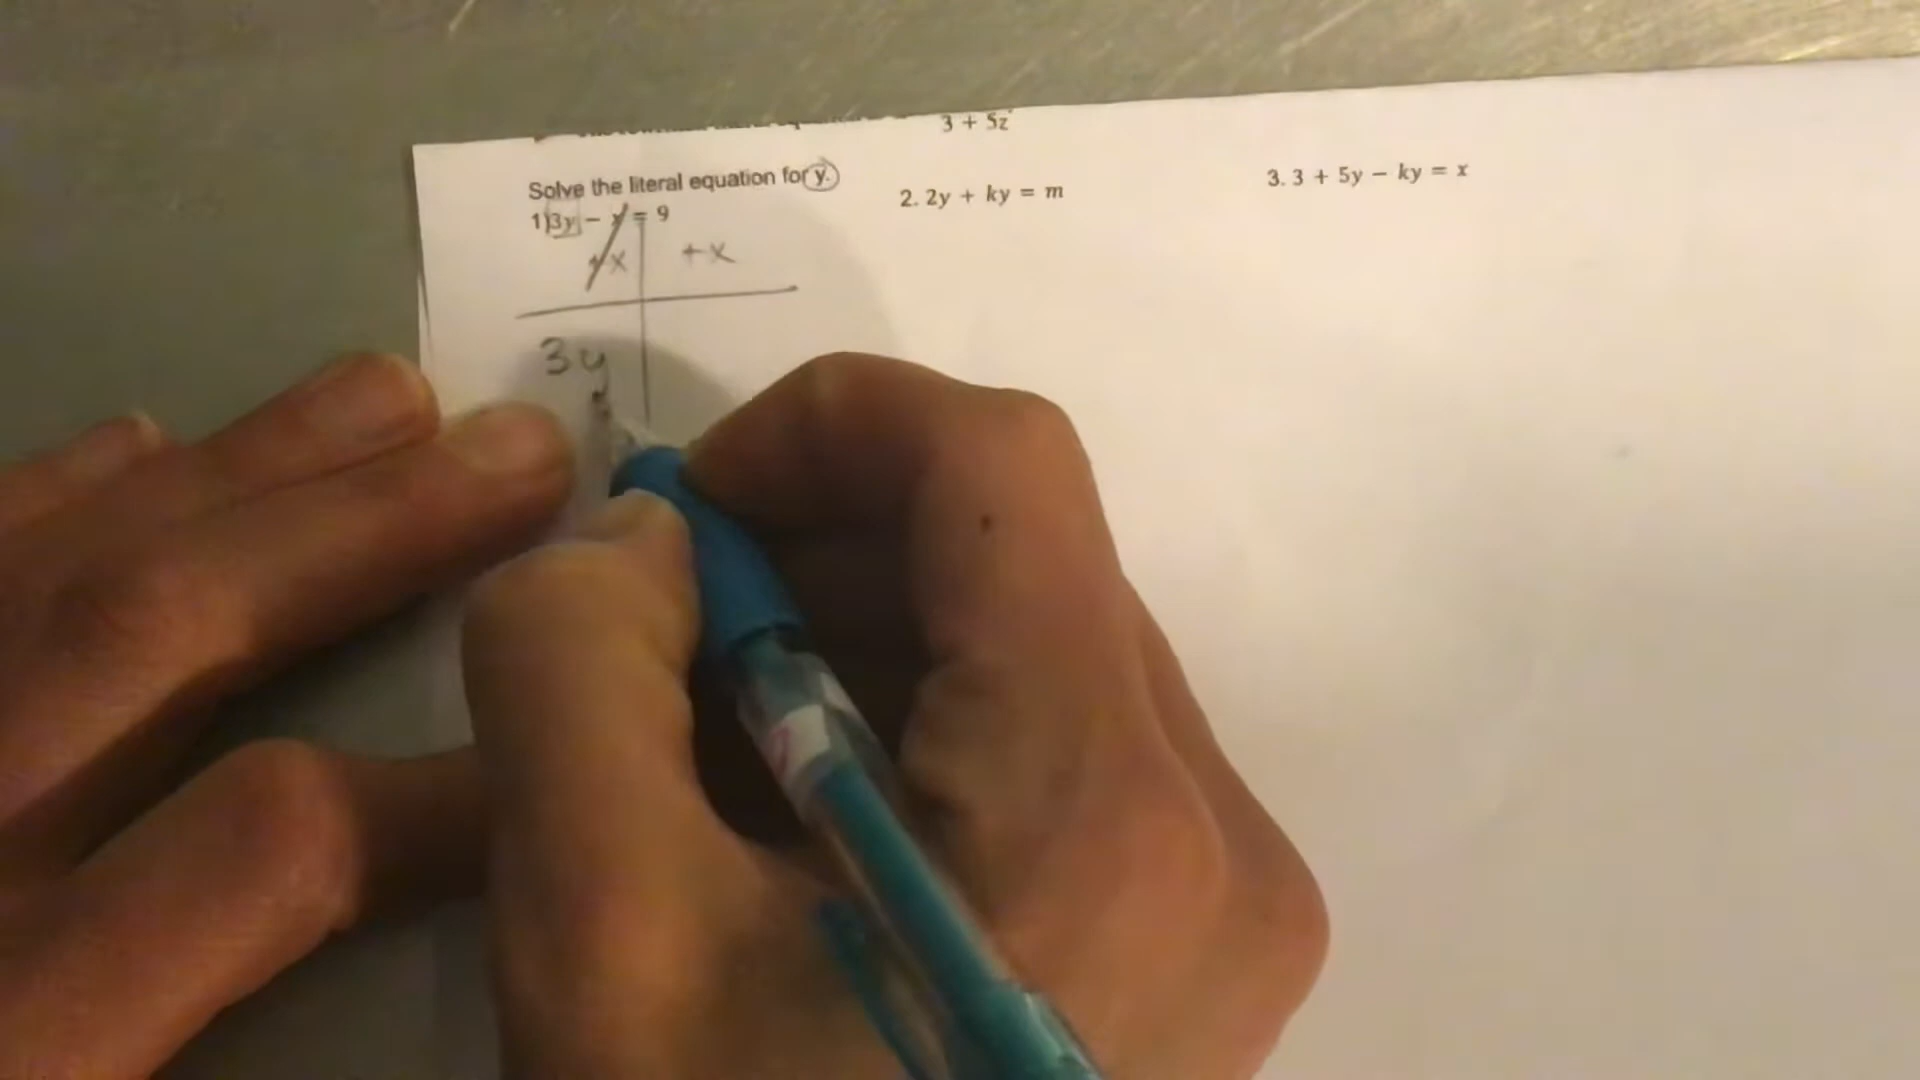 3 + 5z
Solve the literal equation for y.
1) 3y - x = 9
+x +x
3y
2. 2y + ky = m
3. 3 + 5y - ky = x